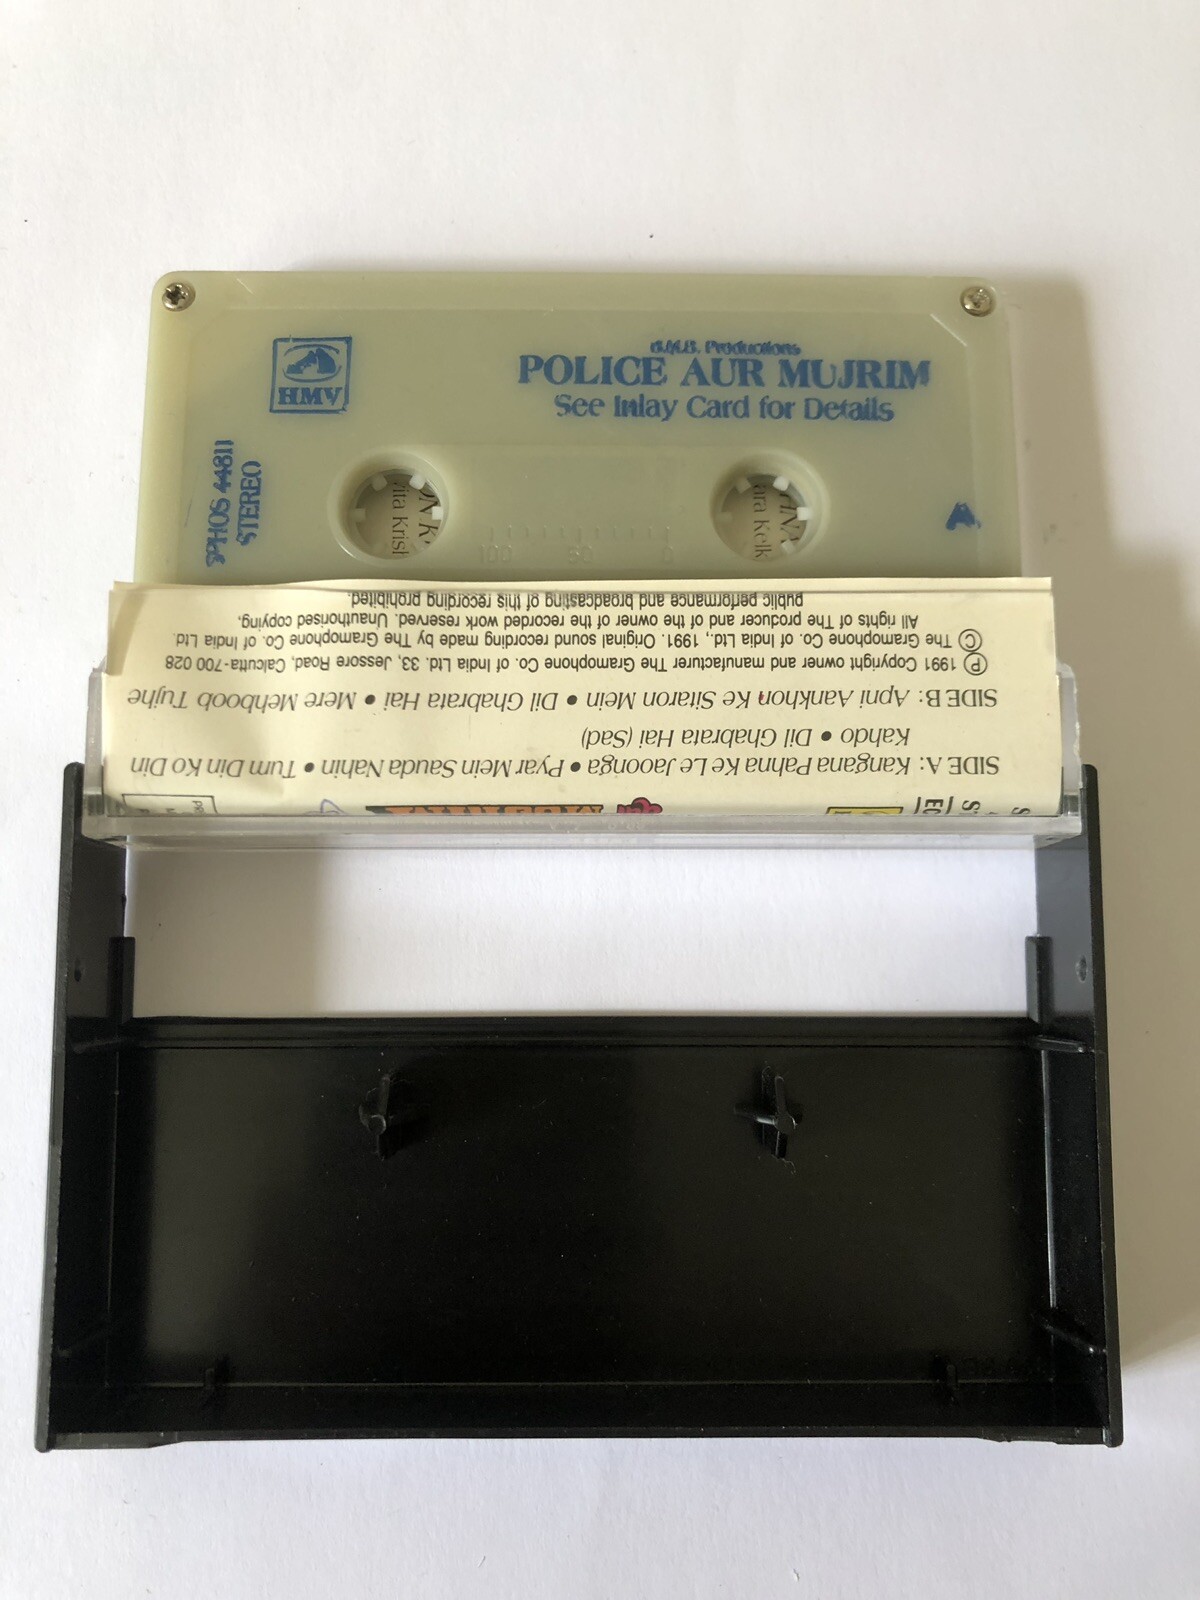 B.M.B. Productions
POLICE AUR MUJRIM
See Inlay Card for Details
HMV
SPHOS 44811
STEREO
A
100 50 0
SIDE A: Kangana Pahna Ke Le Jaoonga • Pyar Mein Sauda Nahin • Tum Din Ko Din
Kahdo • Dil Ghabrata Hai (Sad)
SIDE B: Apni Aankhon Ke Sitaron Mein • Dil Ghabrata Hai • Mere Mehboob Tujhe
Ⓟ 1991 Copyright owner and manufacturer The Gramophone Co. of India Ltd. 33, Jessore Road, Calcutta-700 028
© The Gramophone Co. of India Ltd., 1991. Original sound recording made by The Gramophone Co. of India Ltd.
All rights of The producer and of the owner of the recorded work reserved. Unauthorised copying,
public performance and broadcasting of this recording prohibited.